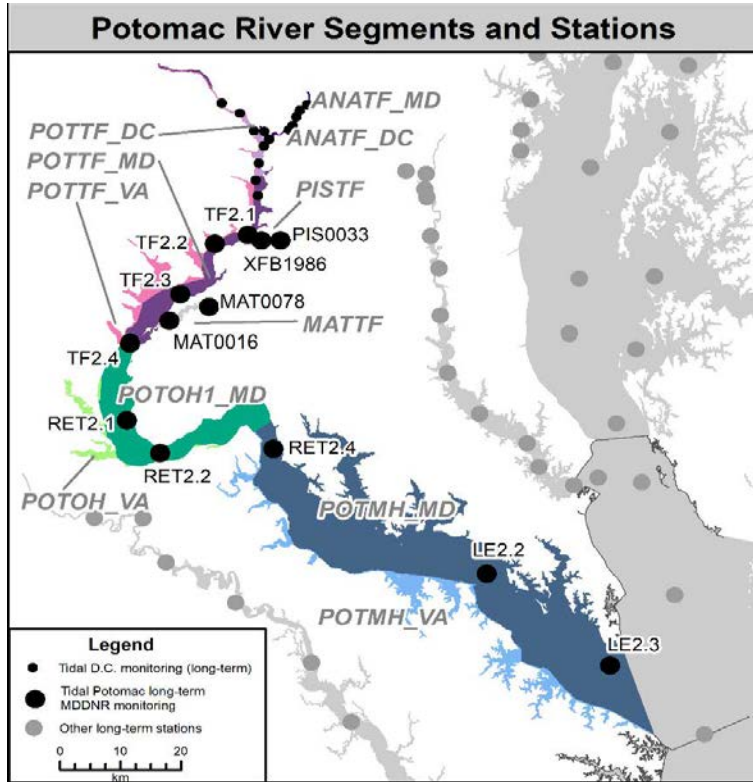 Potomac River Segments and Stations
ANATF_MD
POTTF_DC
ANATF_DC
POTTF_MD
POTTF_VA
PISTF
TF2.1
TF2.2
PIS0033
XFB1986
TF2.3
MAT0078
MATTF
MAT0016
TF2.4
POTOH1_MD
RET2.1
RET2.4
RET2.2
POTOH_VA
POTMH_MD
LE2.2
POTMH_VA
LE2.3
Legend
Tidal D.C. monitoring (long-term)
Tidal Potomac long-term
MDDNR monitoring
Other long-term stations
0 10 20
km